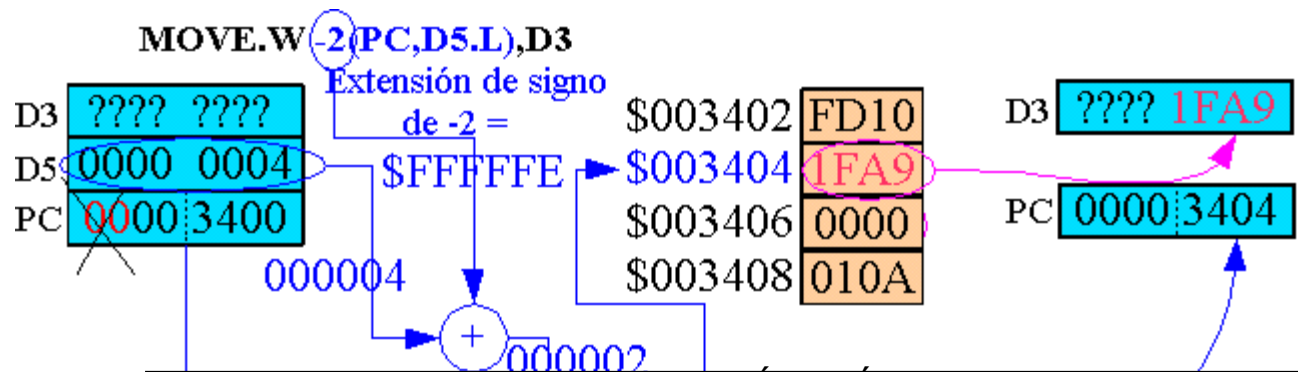 MOVE.W -2(PC,D5.L),D3
Extensión de signo
de -2 =
$FFFFFE
D3 ???? ????
D5 0000 0004
PC 0000 3400
000004
+
000002
$003402 FD10
$003404 1FA9
$003406 0000
$003408 010A
D3 ???? 1FA9
PC 0000 3404